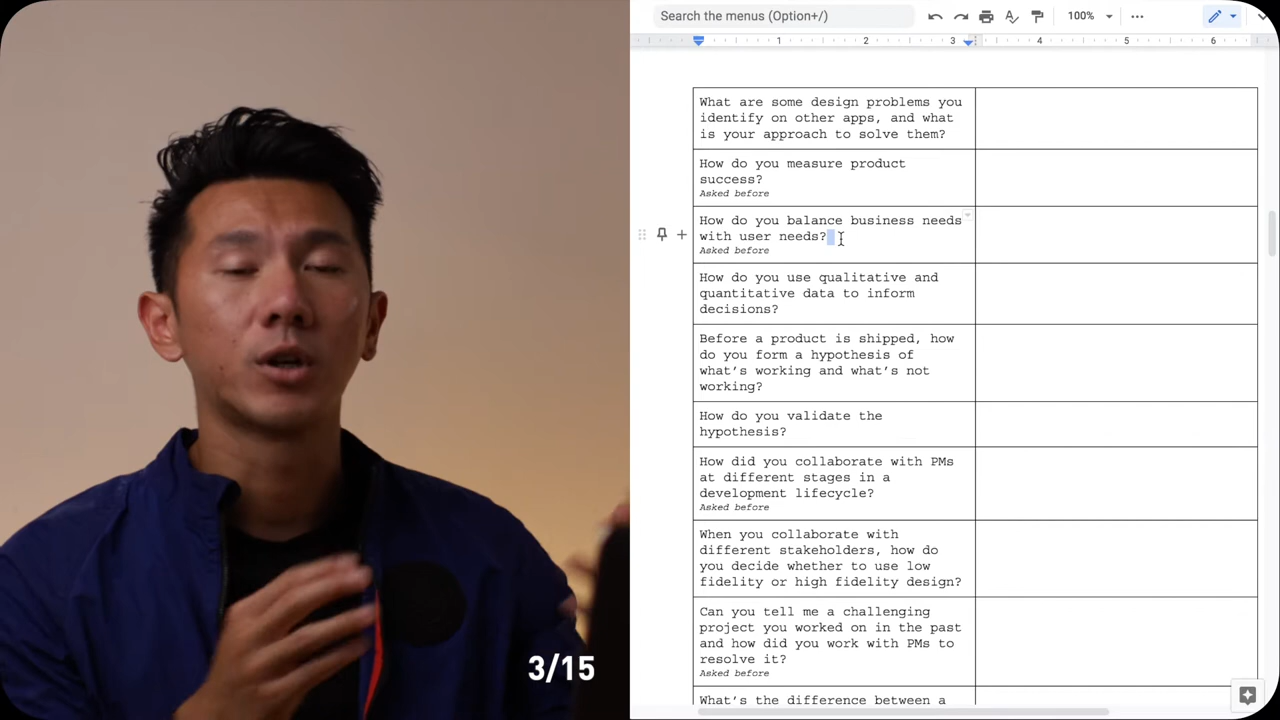 Search the menus (Option+/)
100%
1 2 3 4 5 6
What are some design problems you
identify on other apps, and what
is your approach to solve them?
How do you measure product
success?
Asked before
How do you balance business needs
with user needs?
Asked before
How do you use qualitative and
quantitative data to inform
decisions?
Before a product is shipped, how
do you form a hypothesis of
what's working and what's not
working?
How do you validate the
hypothesis?
How did you collaborate with PMs
at different stages in a
development lifecycle?
Asked before
When you collaborate with
different stakeholders, how do
you decide whether to use low
fidelity or high fidelity design?
Can you tell me a challenging
project you worked on in the past
and how did you work with PMs to
resolve it?
Asked before
What's the difference between a
3/15